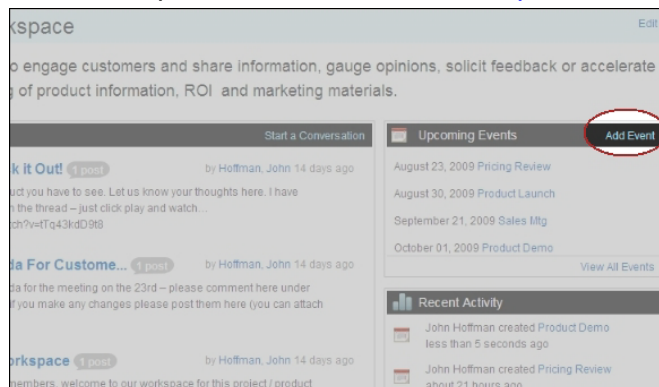 kspace
Edit
o engage customers and share information, gauge opinions, solicit feedback or accelerate
g of product information, ROI and marketing materials.
Start a Conversation
k it Out! 1 post
by Hoffman, John 14 days ago
uct you have to see. Let us know your thoughts here. I have
n the thread – just click play and watch...
tch?v=tTq43kdD9t8
da For Custome... 1 post
by Hoffman, John 14 days ago
da for the meeting on the 23rd – please comment here under
if you make any changes please post them here (you can attach
orkspace 1 post
by Hoffman, John 14 days ago
members, welcome to our workspace for this project / product
Upcoming Events
Add Event
August 23, 2009 Pricing Review
August 30, 2009 Product Launch
September 21, 2009 Sales Mtg
October 01, 2009 Product Demo
View All Events
Recent Activity
John Hoffman created Product Demo
less than 5 seconds ago
John Hoffman created Pricing Review
about 21 hours ago